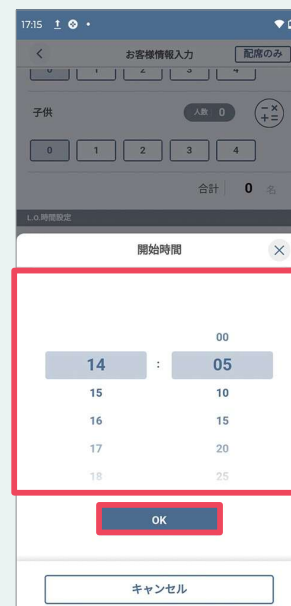 17:15
お客様情報入力 配席のみ
0 1 2 3 4
子供 人数 0
0 1 2 3 4
合計 0 名
L.O.時間設定
開始時間
00
14 : 05
15 10
16 15
17 20
18 25
OK
キャンセル